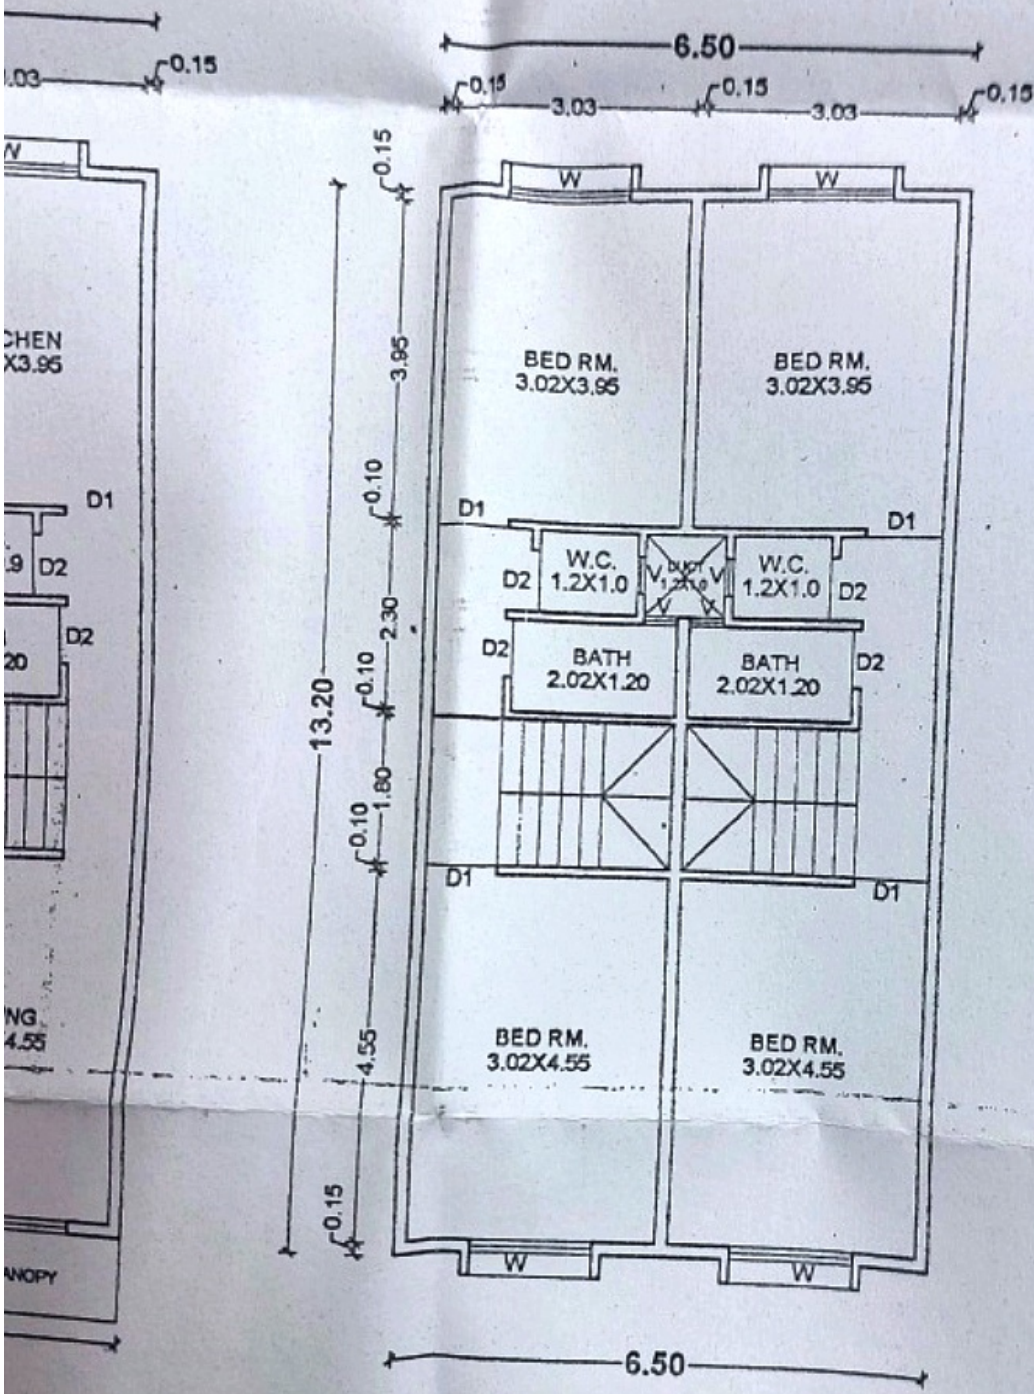 6.50
.03
0.15
0.15
3.03
0.15
3.03
0.15
W
0.15
W
W
CHEN
X3.95
3.95
BED RM.
3.02X3.95
BED RM.
3.02X3.95
D1
0.10
D1
D1
.9
D2
D2
W.C.
1.2X1.0
V
V
V
V
W.C.
1.2X1.0
D2
2.30
D2
20
D2
BATH
2.02X1.20
BATH
2.02X1.20
D2
0.10
13.20
1.80
0.10
D1
D1
NG
4.55
4.55
BED RM.
3.02X4.55
BED RM.
3.02X4.55
0.15
W
W
ANOPY
6.50